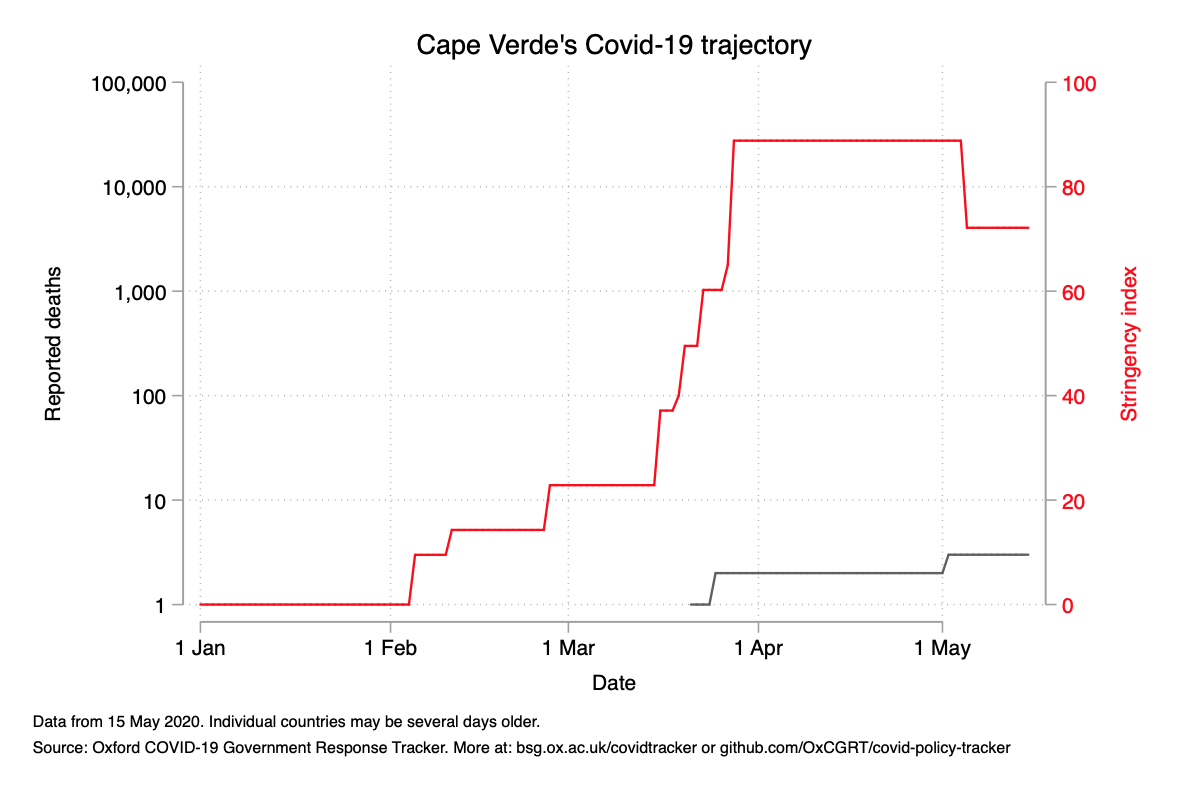 Cape Verde's Covid-19 trajectory
100,000
10,000
1,000
100
10
1
Reported deaths
100
80
60
40
20
0
Stringency index
1 Jan
1 Feb
1 Mar
1 Apr
1 May
Date
Data from 15 May 2020. Individual countries may be several days older.
Source: Oxford COVID-19 Government Response Tracker. More at: bsg.ox.ac.uk/covidtracker or github.com/OxCGRT/covid-policy-tracker